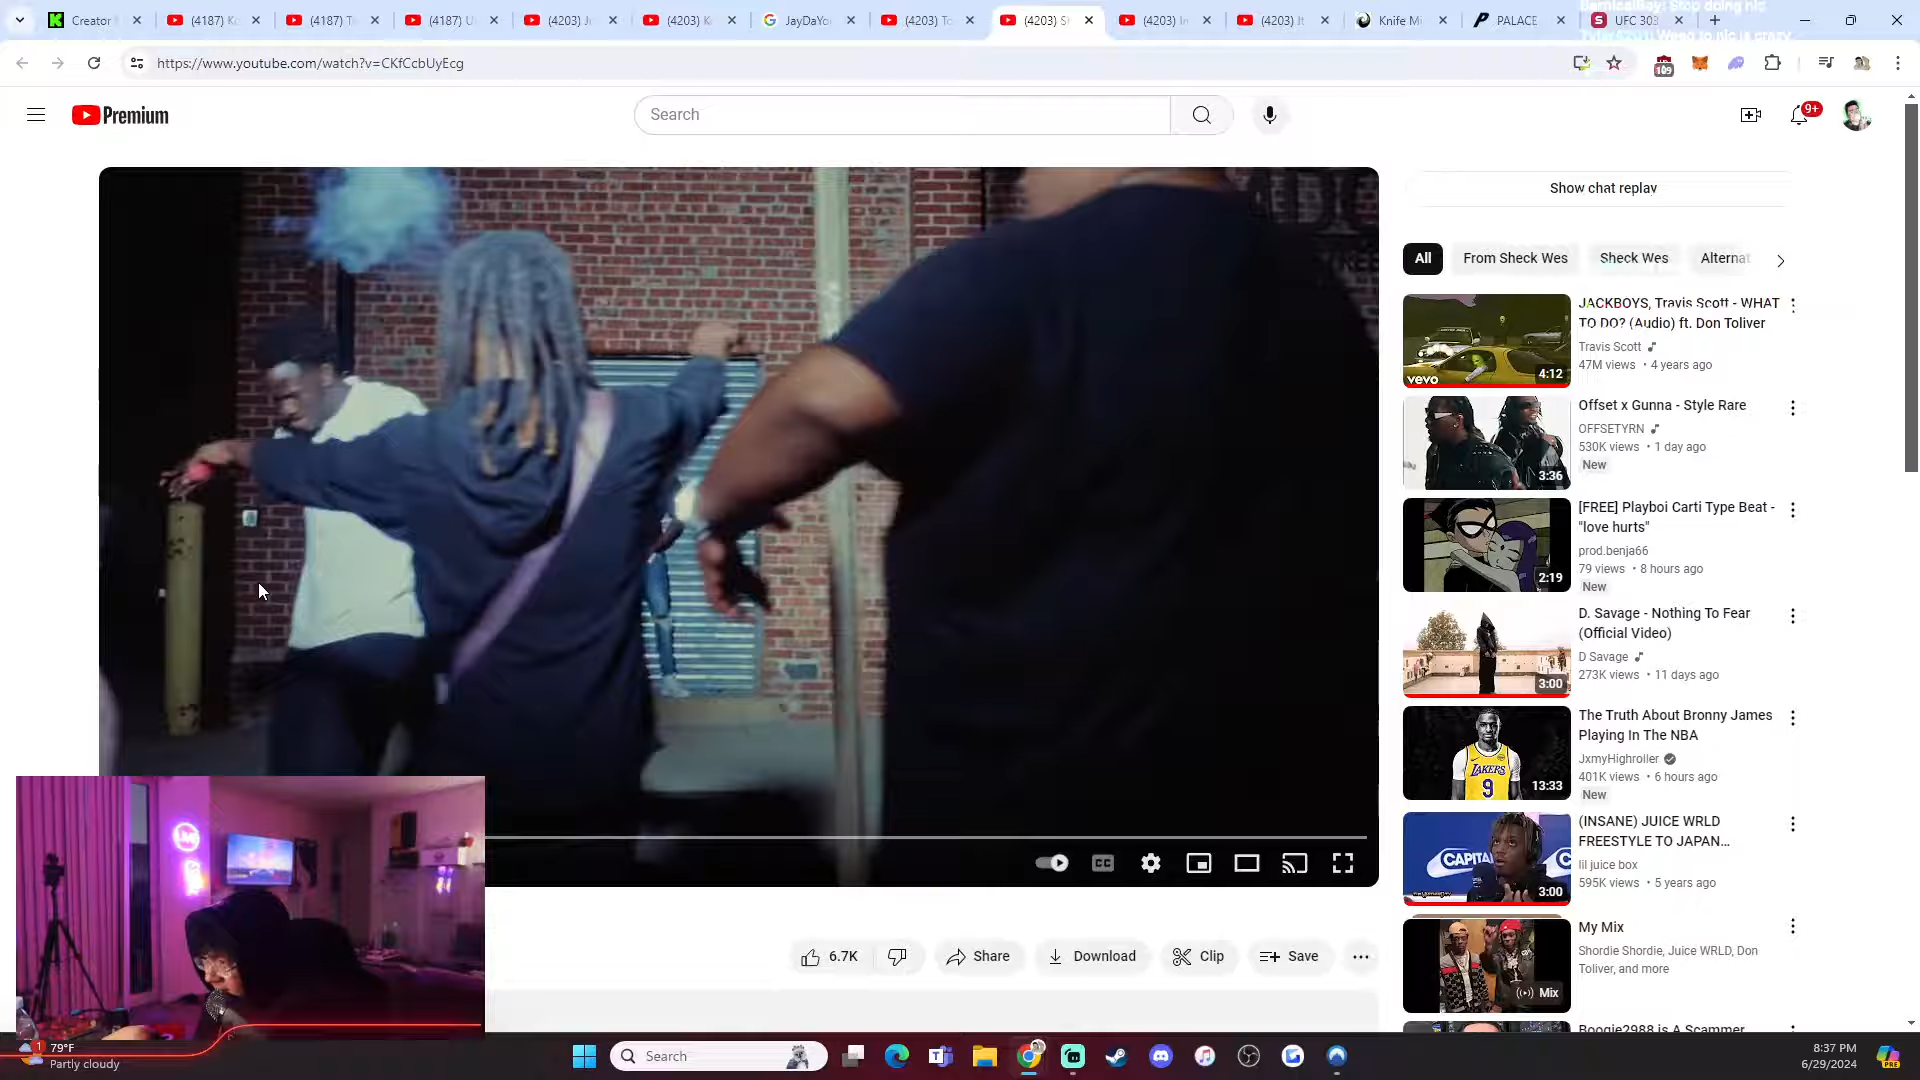 Creator
(4187)
(4187)
(4187)
(4203)
(4203)
JayDaYo
(4203)
(4203)
(4203)
(4203)
Knife
PALACE
UFC 303
https://www.youtube.com/watch?v=CKfCcbUyEcg
109
Premium
Search
9+
Show chat replay
All
From Sheck Wes
Sheck Wes
Alternat
JACKBOYS, Travis Scott - WHAT
TO DO? (Audio) ft. Don Toliver
Travis Scott
47M views • 4 years ago
vevo
4:12
Offset x Gunna - Style Rare
OFFSETYRN
530K views • 1 day ago
New
3:36
[FREE] Playboi Carti Type Beat -
"love hurts"
prod.benja66
79 views • 8 hours ago
New
2:19
D. Savage - Nothing To Fear
(Official Video)
D Savage
273K views • 11 days ago
3:00
The Truth About Bronny James
Playing In The NBA
JxmyHighroller
401K views • 6 hours ago
New
LAKERS
9
13:33
(INSANE) JUICE WRLD
FREESTYLE TO JAPAN...
lil juice box
595K views • 5 years ago
CAPITA
3:00
My Mix
Shordie Shordie, Juice WRLD, Don
Toliver, and more
Mix
Boogie2988 is A Scammer
CC
6.7K
Share
Download
Clip
Save
1
79°F
Partly cloudy
Search
8:37 PM
6/29/2024
PRE